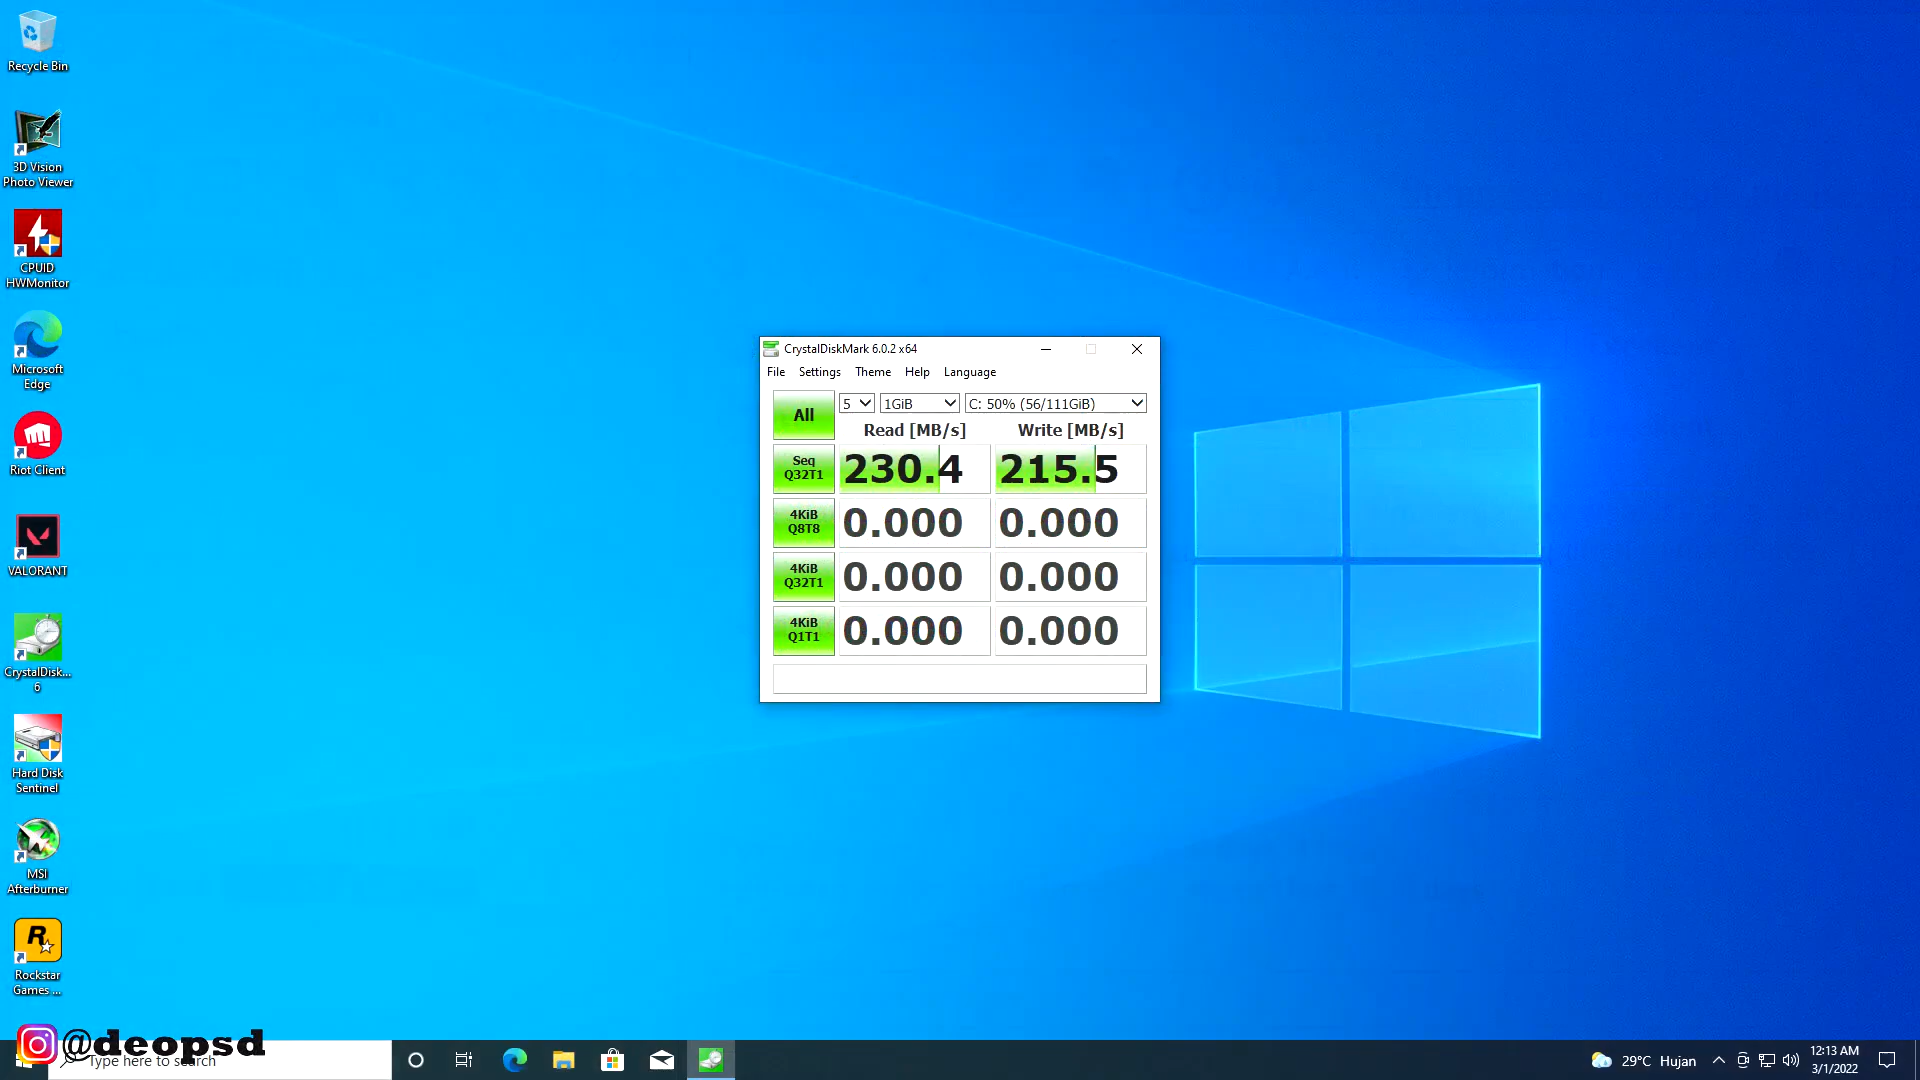 Recycle Bin
3D Vision
Photo Viewer
CPUID
HWMonitor
Microsoft
Edge
Riot Client
VALORANT
CrystalDisk...
6
Hard Disk
Sentinel
MSI
Afterburner
Rockstar
Games ...
CrystalDiskMark 6.0.2 x64
File Settings Theme Help Language
All 5 1GiB C: 50% (56/111GiB)
Read [MB/s] Write [MB/s]
Seq
Q32T1
230.4 215.5
4KiB
Q8T8
0.000 0.000
4KiB
Q32T1
0.000 0.000
4KiB
Q1T1
0.000 0.000
@deopsd
Type here to search
29°C Hujan
12:13 AM
3/1/2022